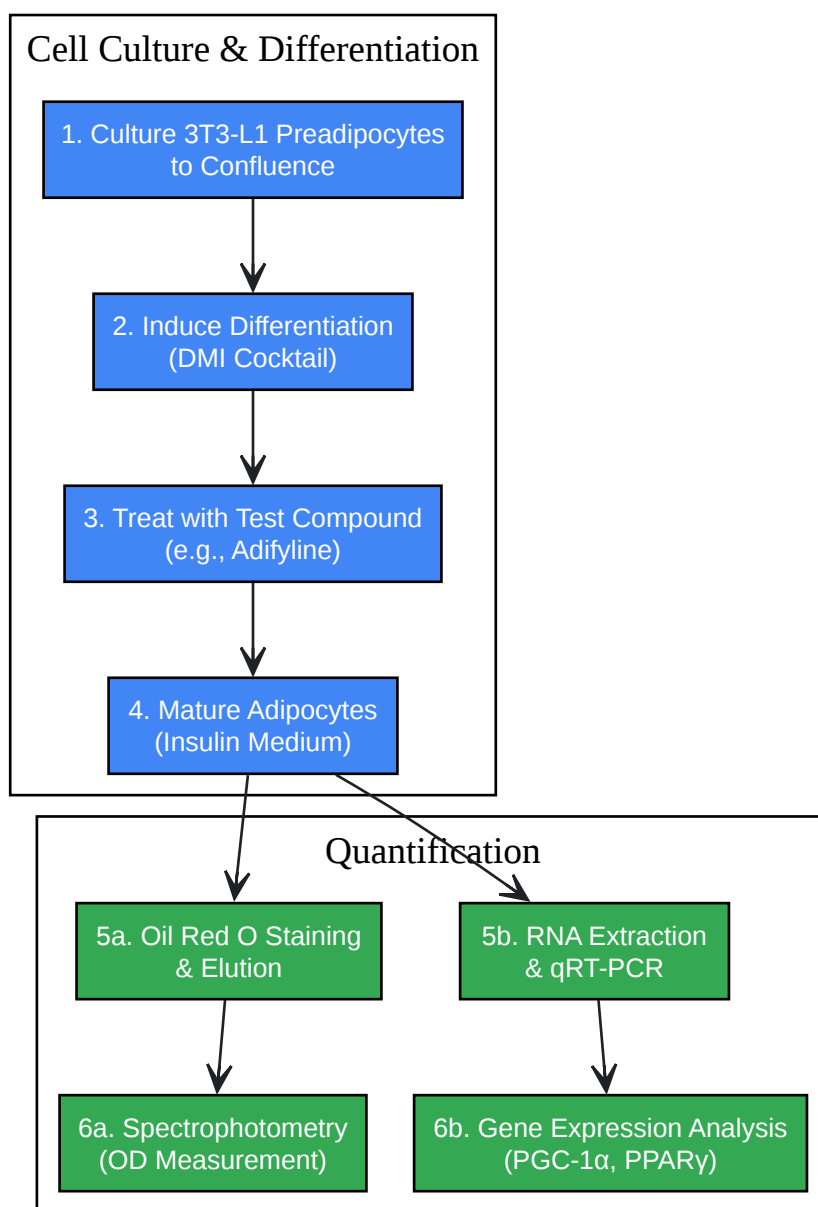 Cell Culture & Differentiation
1. Culture 3T3-L1 Preadipocytes
to Confluence
2. Induce Differentiation
(DMI Cocktail)
3. Treat with Test Compound
(e.g., Adifyline)
4. Mature Adipocytes
(Insulin Medium)
Quantification
5a. Oil Red O Staining
& Elution
5b. RNA Extraction
& qRT-PCR
6a. Spectrophotometry
(OD Measurement)
6b. Gene Expression Analysis
(PGC-1α, PPARγ)